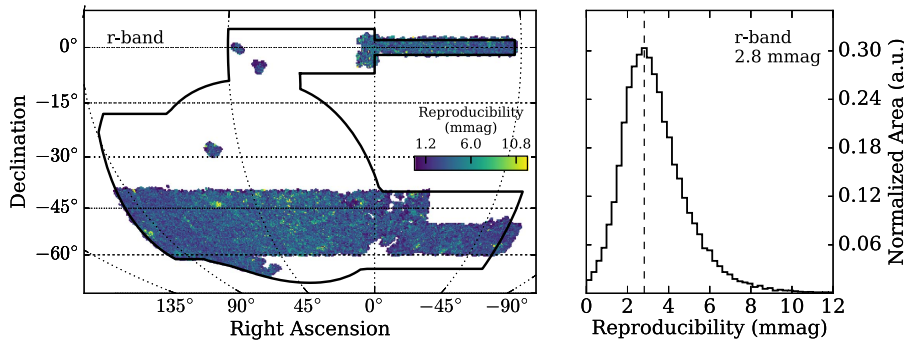 r-band
0°
−15°
−30°
−45°
−60°
Declination
Reproducibility
(mmag)
1.2 6.0 10.8
135° 90° 45° 0° −45° −90°
Right Ascension
r-band
2.8 mmag
0.30
0.24
0.18
0.12
0.06
Normalized Area (a.u.)
0 2 4 6 8 10 12
Reproducibility (mmag)